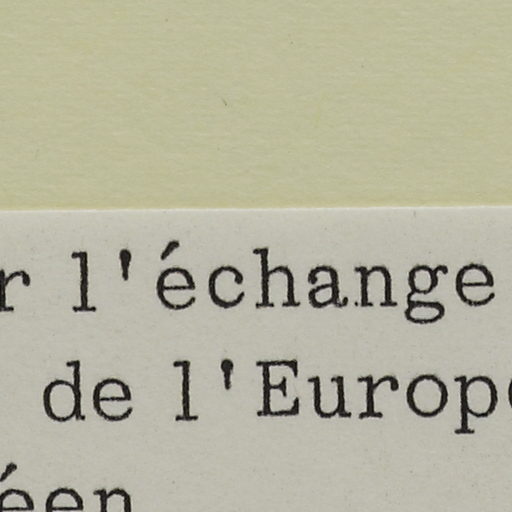 r l'échange
de l'Europ
éen